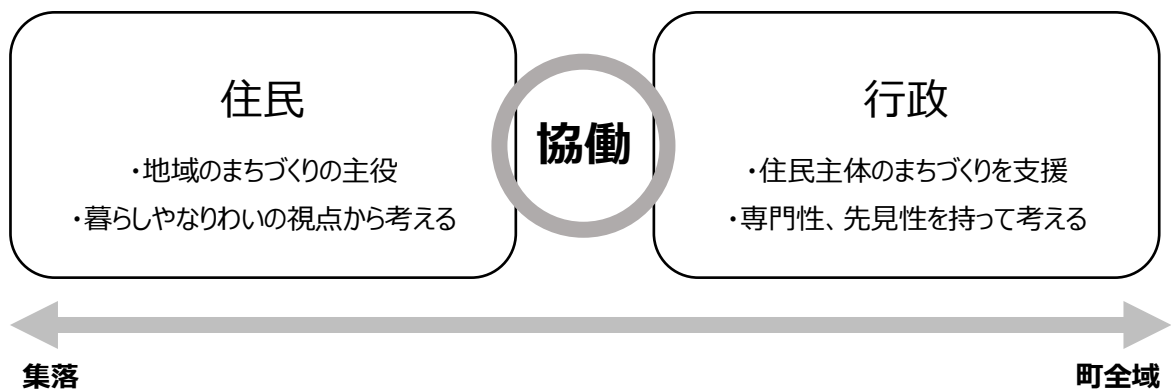 住民
・地域のまちづくりの主役
・暮らしやなりわいの視点から考える
協働
行政
・住民主体のまちづくりを支援
・専門性、先見性を持って考える
集落
町全域